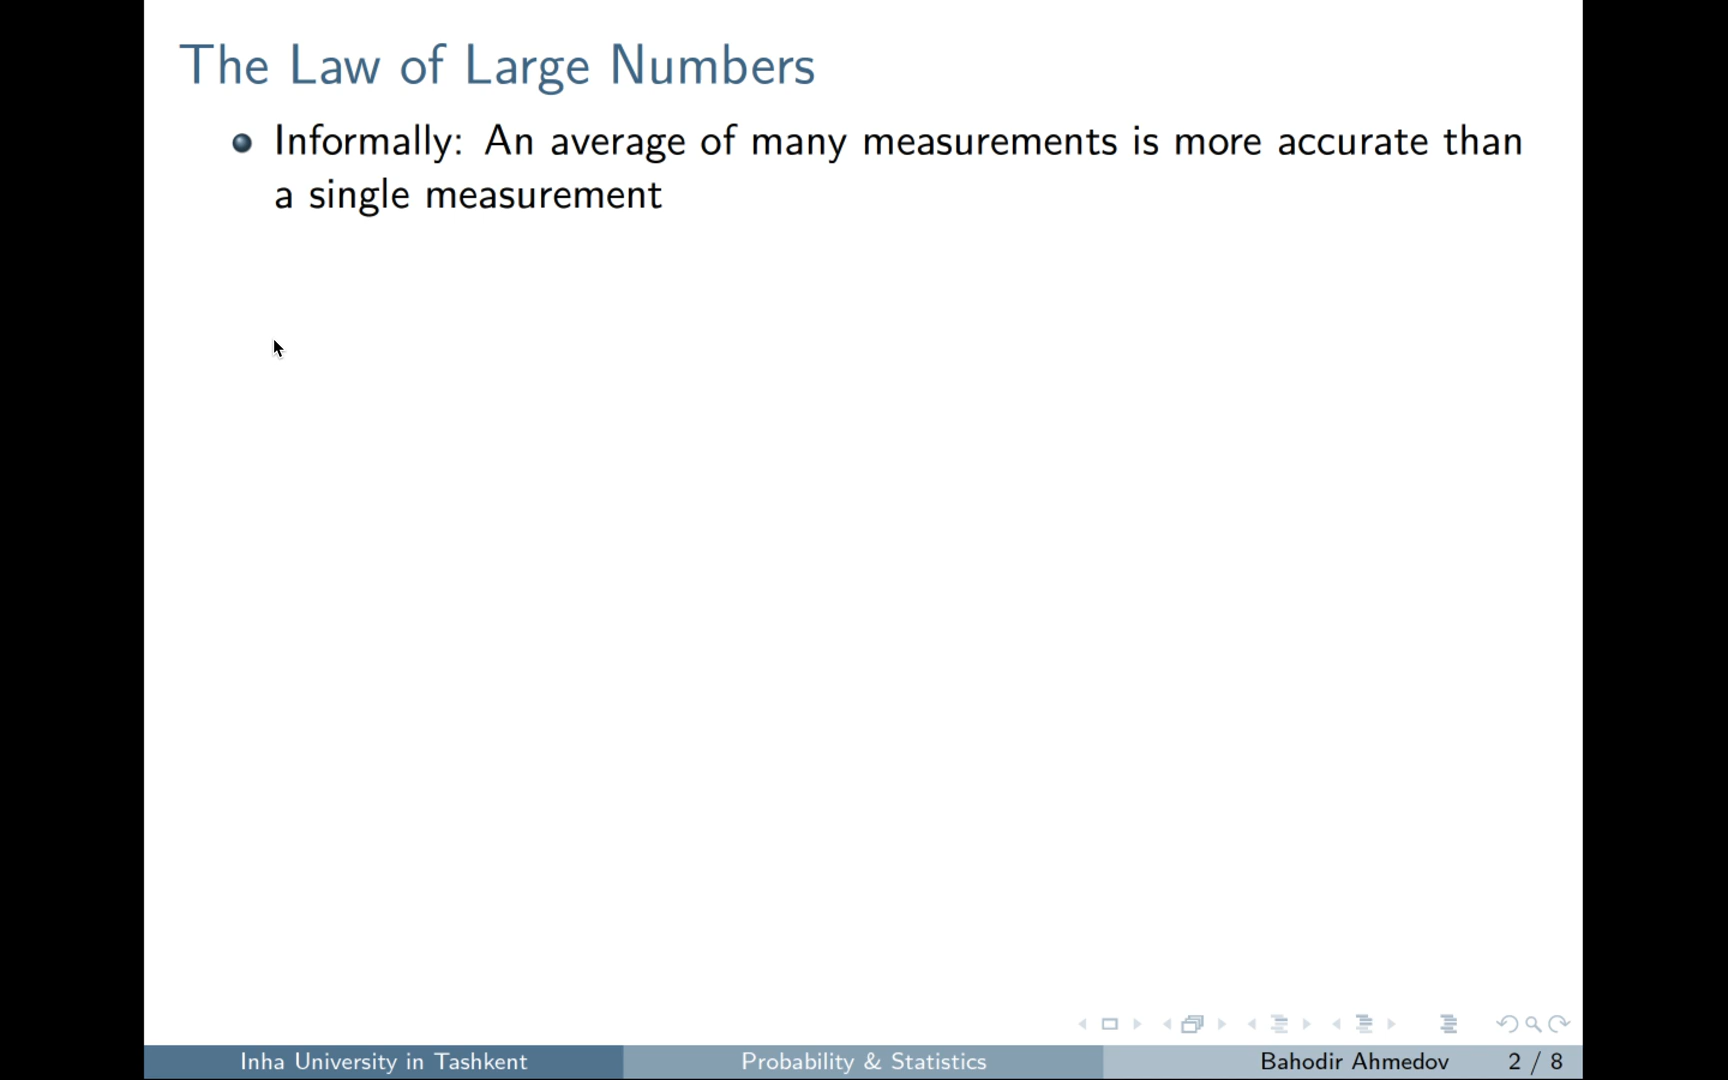 The Law of Large Numbers
Informally: An average of many measurements is more accurate than
a single measurement
Inha University in Tashkent Probability & Statistics Bahodir Ahmedov 2 / 8